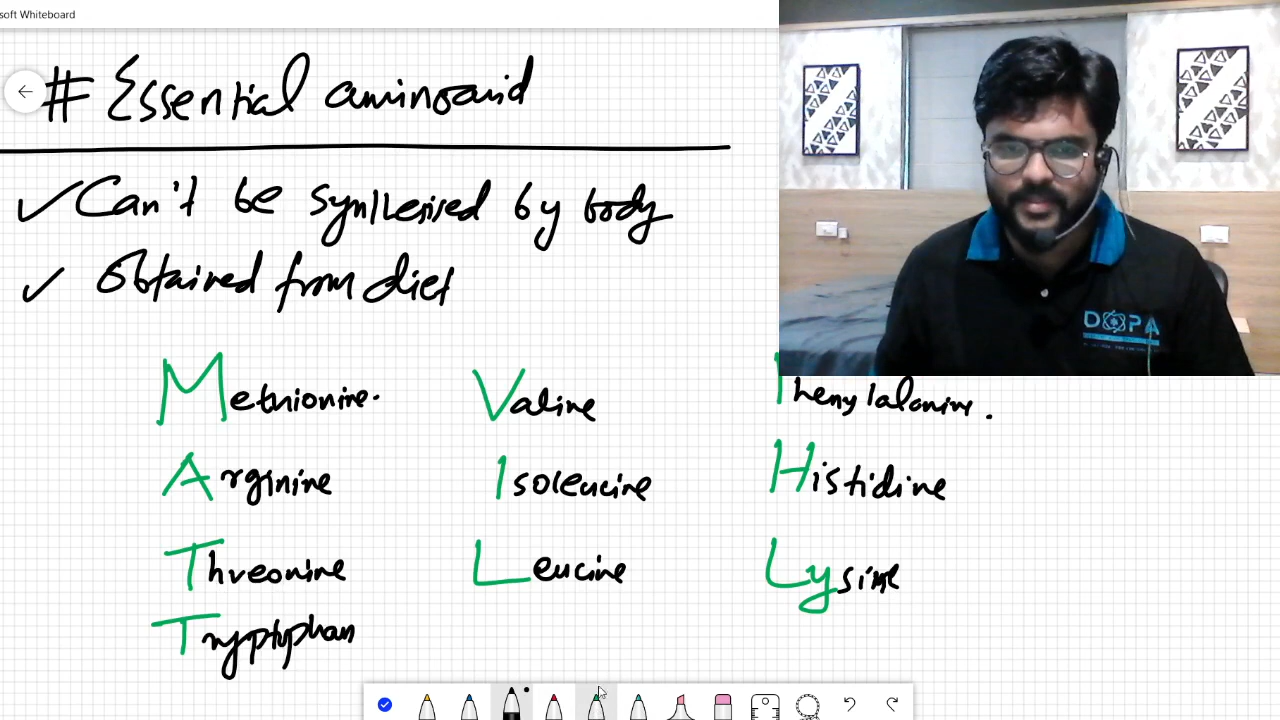 soft Whiteboard
# Essential aminoacid
✓ Can't be synthesised by body
✓ Obtained from diet
Methionine. Valine Phenylalanine.
Arginine Isoleucine Histidine
Threonine Leucine Lysine
Tryptophan
DOPA